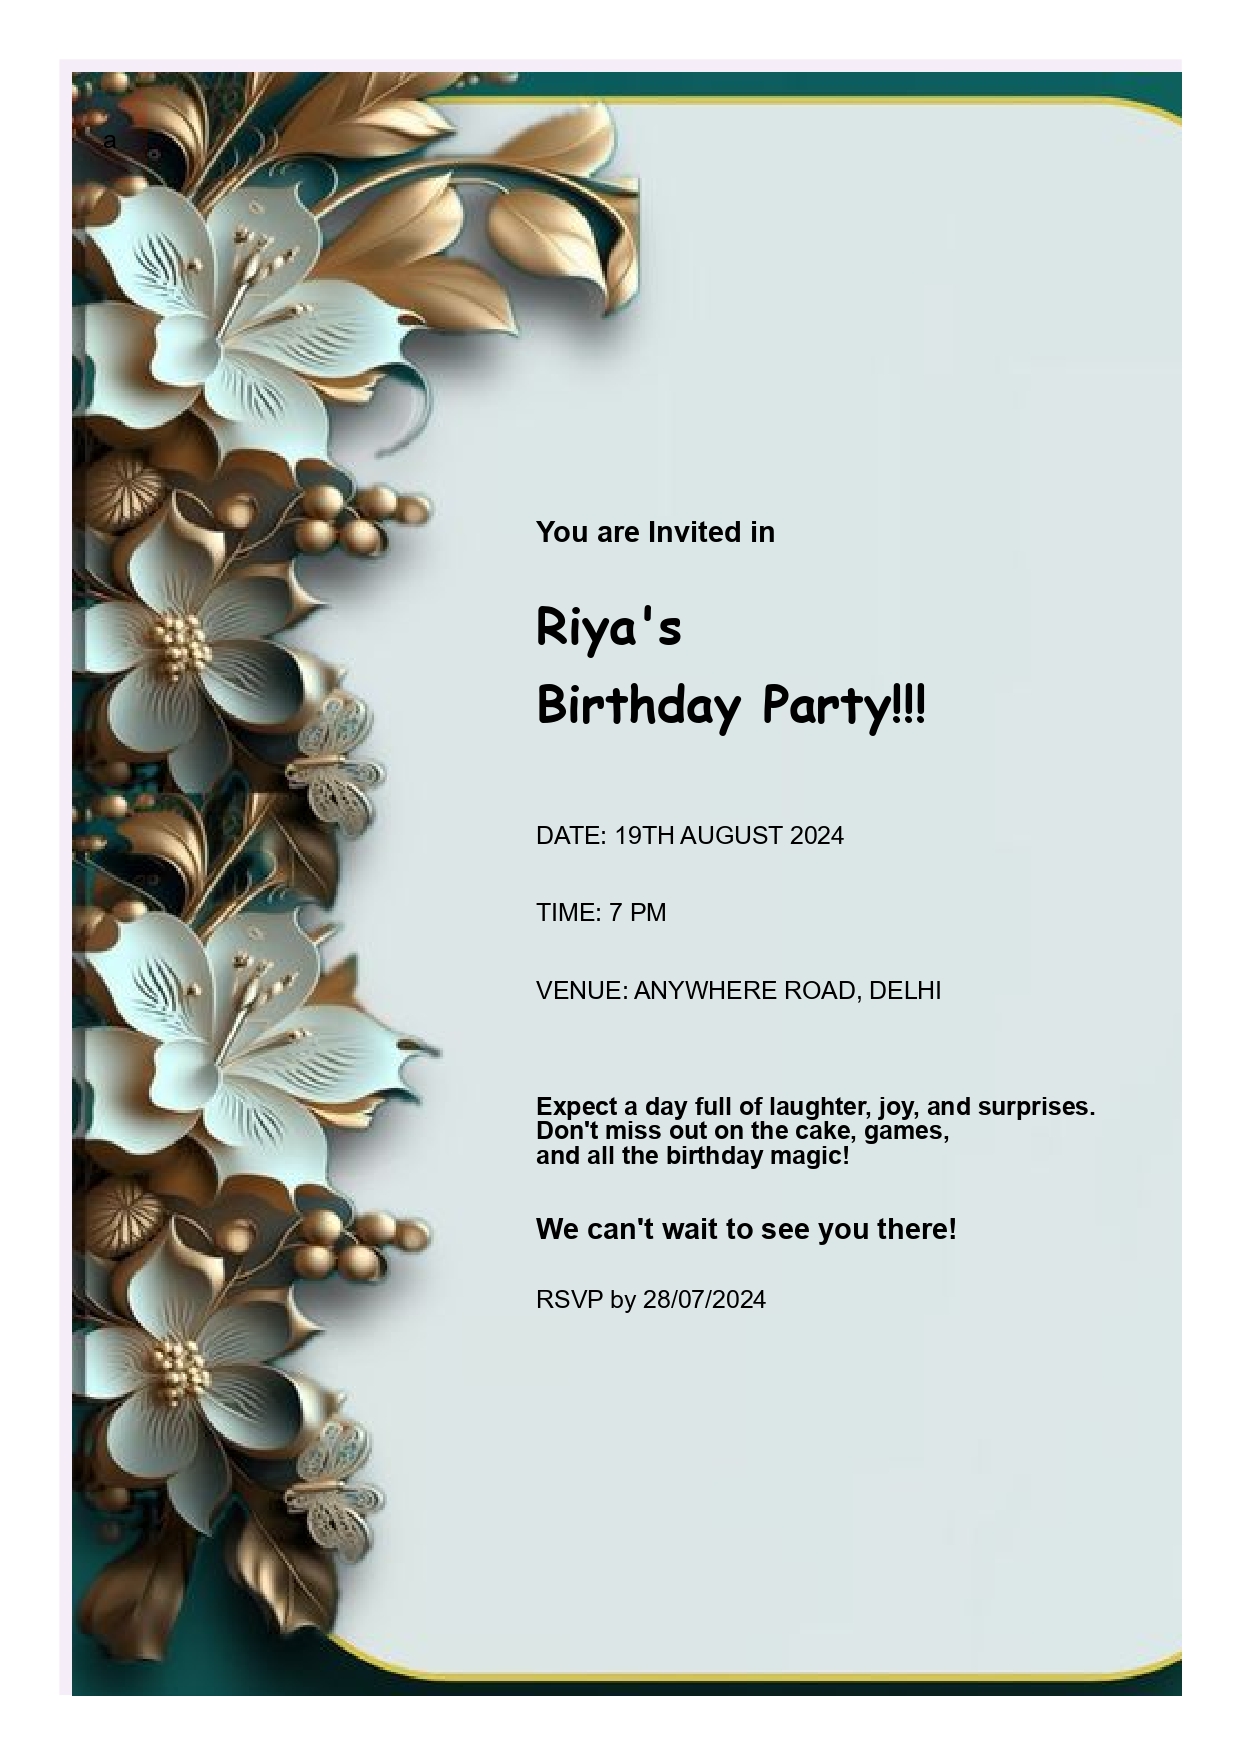 a
You are Invited in
Riya's
Birthday Party!!!
DATE: 19TH AUGUST 2024
TIME: 7 PM
VENUE: ANYWHERE ROAD, DELHI
Expect a day full of laughter, joy, and surprises.
Don't miss out on the cake, games,
and all the birthday magic!
We can't wait to see you there!
RSVP by 28/07/2024